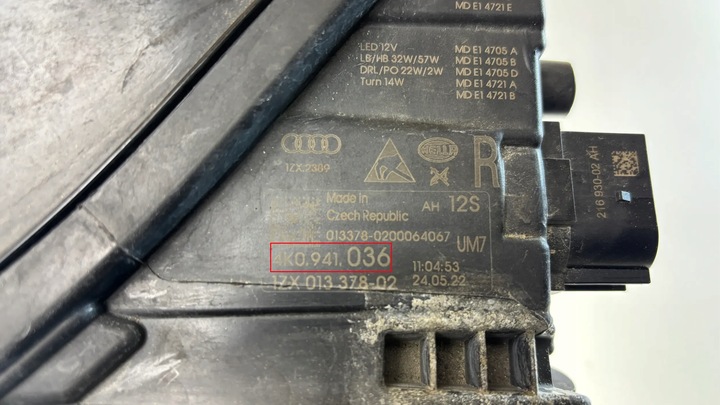 MD E1 4721 E
LED 12V
LB/HB 32W/57W
DRL/PO 22W/2W
Turn 14W
MD E1 4705 A
MD E1 4705 B
MD E1 4705 D
MD E1 4721 A
MD E1 4721 B
1ZX.2389
HELLA
R
Made in
Czech Republic
AH 12S
013378-0200064067
UM7
4K0.941.036
11:04:53
1ZX 013 378-02
24.05.22
216 930-02 AH